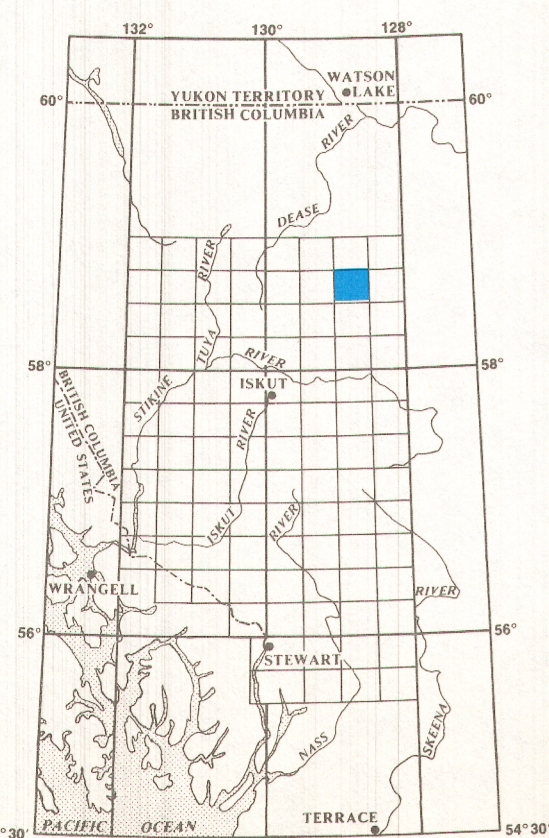 132° 130° 128°
WATSON
LAKE
60° YUKON TERRITORY 60°
BRITISH COLUMBIA
RIVER
DEASE
RIVER
TUYA
58° RIVER 58°
STIKINE
ISKUT
BRITISH COLUMBIA
UNITED STATES
RIVER
ISKUT
RIVER
WRANGELL
RIVER
56° 56°
STEWART
SKEENA
NASS
TERRACE
°30' PACIFIC OCEAN 54°30'